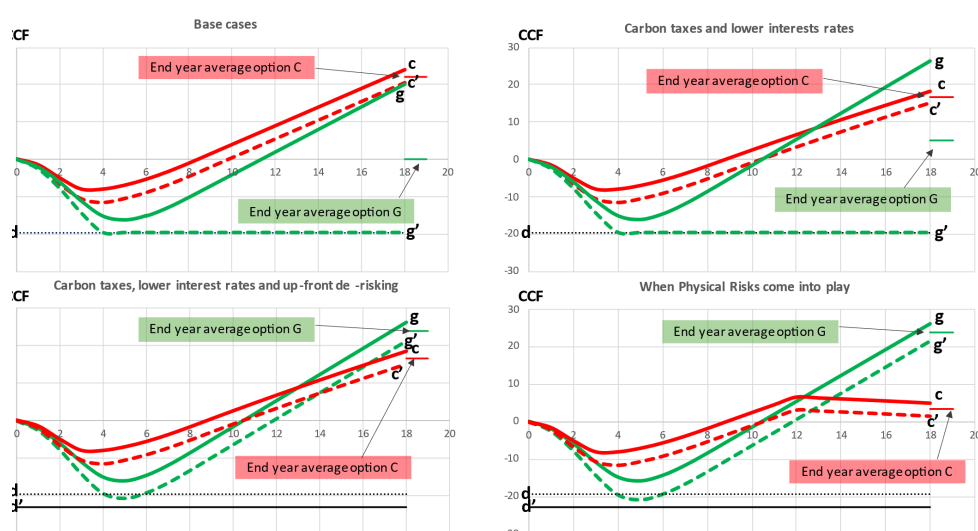 Base cases
CCF
End year average option C
c
c’
g
0
2
4
6
8
10
12
14
16
18
20
End year average option G
d
g’
Carbon taxes and lower interests rates
CCF
30
20
10
0
-10
-20
-30
g
End year average option C
c
c’
0
2
4
6
8
10
12
14
16
18
20
End year average option G
d
g’
Carbon taxes, lower interest rates and up-front de -risking
CCF
g
End year average option G
g’
c
c’
0
2
4
6
8
10
12
14
16
18
20
End year average option C
d
d’
When Physical Risks come into play
CCF
30
20
10
0
-10
-20
g
End year average option G
g’
c
c’
0
2
4
6
8
10
12
14
16
18
20
End year average option C
d
d’